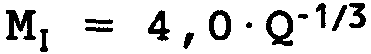 M_I = 4,0·Q^{-1/3}